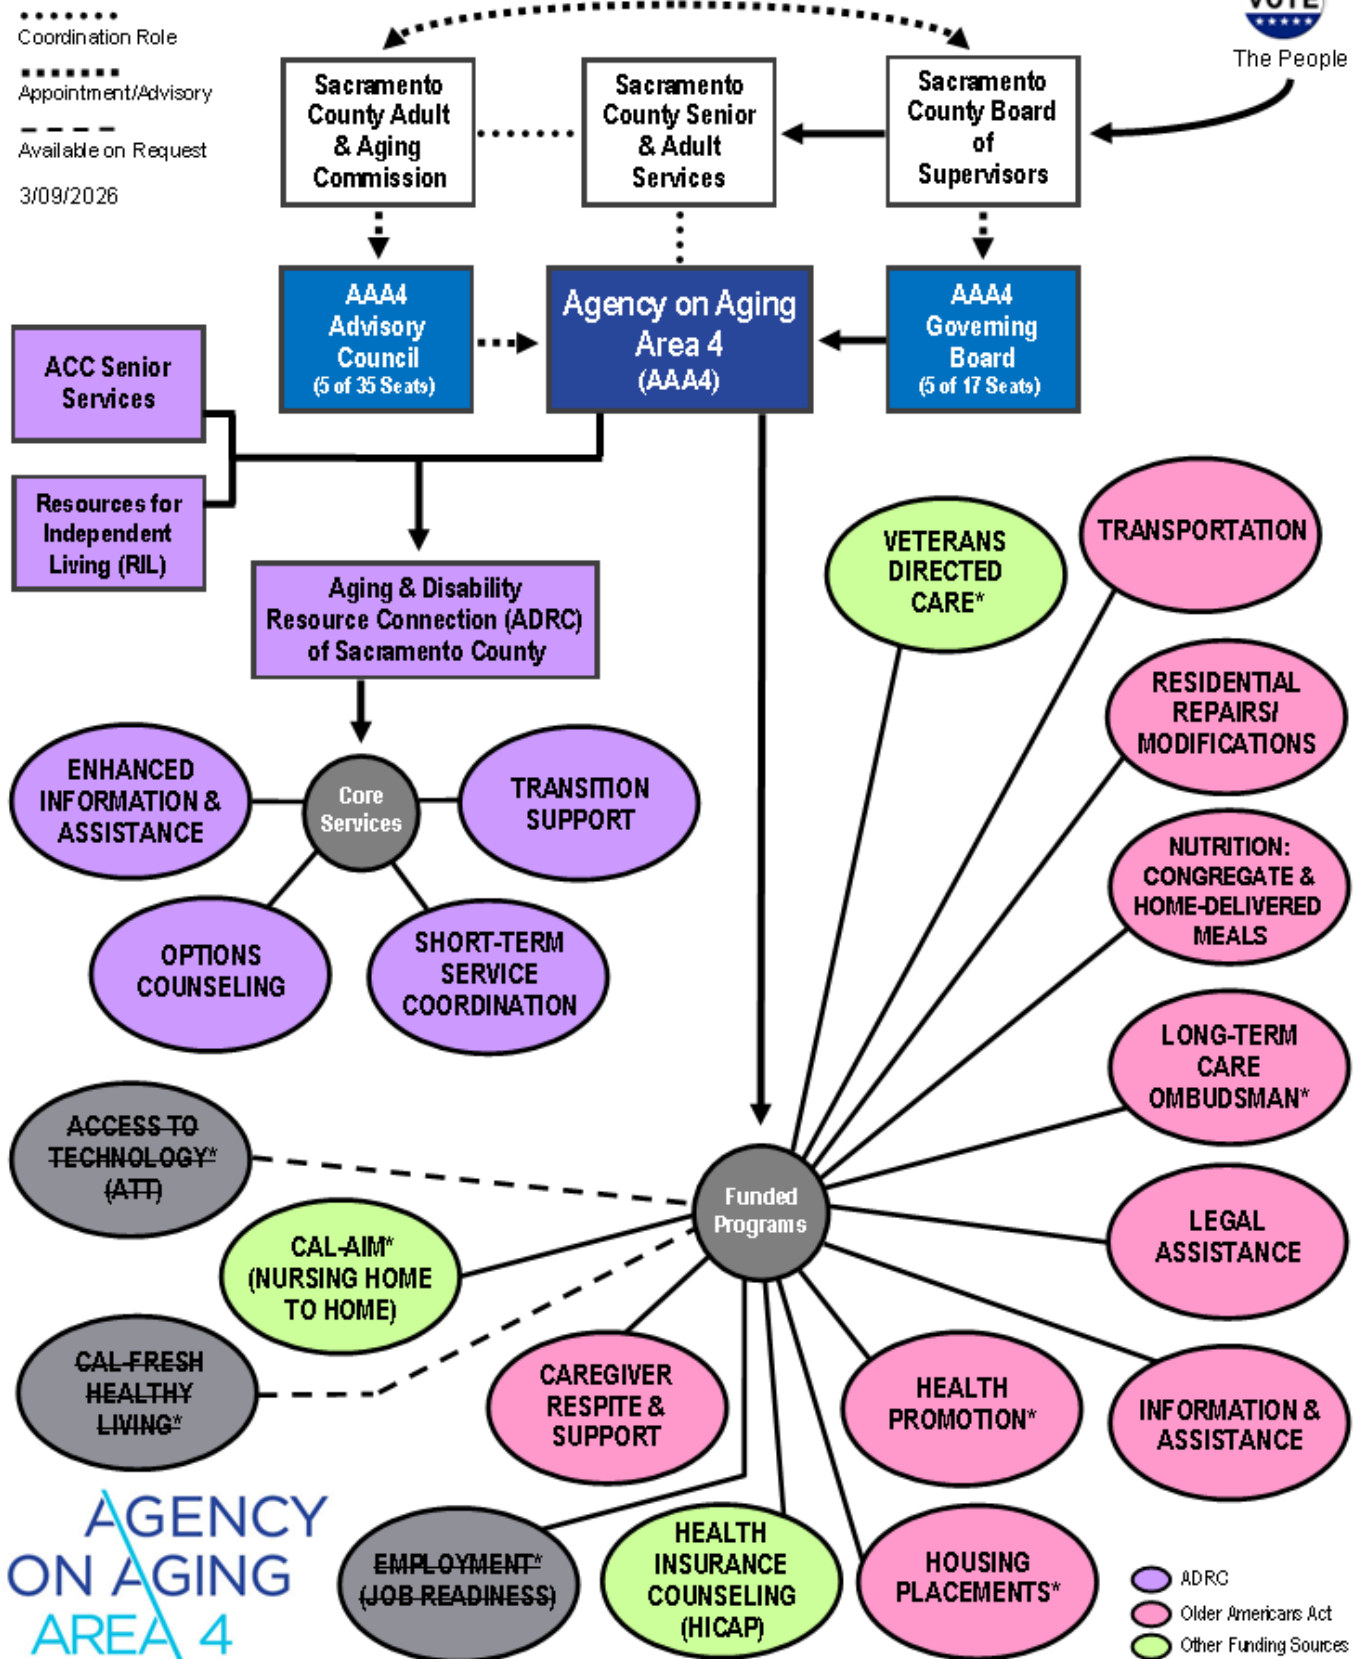 VOTE
The People
Coordination Role
Appointment/Advisory
Available on Request
3/09/2026
Sacramento
County Adult
& Aging
Commission
Sacramento
County Senior
& Adult
Services
Sacramento
County Board
of
Supervisors
AAA4
Advisory
Council
(5 of 35 Seats)
Agency on Aging
Area 4
(AAA4)
AAA4
Governing
Board
(5 of 17 Seats)
ACC Senior
Services
Resources for
Independent
Living (RIL)
Aging & Disability
Resource Connection (ADRC)
of Sacramento County
Core
Services
ENHANCED
INFORMATION &
ASSISTANCE
TRANSITION
SUPPORT
OPTIONS
COUNSELING
SHORT-TERM
SERVICE
COORDINATION
VETERANS
DIRECTED
CARE*
TRANSPORTATION
RESIDENTIAL
REPAIRS/
MODIFICATIONS
NUTRITION:
CONGREGATE &
HOME-DELIVERED
MEALS
LONG-TERM
CARE
OMBUDSMAN*
LEGAL
ASSISTANCE
INFORMATION &
ASSISTANCE
Funded
Programs
ACCESS TO
TECHNOLOGY*
(ATT)
CAL-AIM*
(NURSING HOME
TO HOME)
CAL-FRESH
HEALTHY
LIVING*
CAREGIVER
RESPITE &
SUPPORT
HEALTH
PROMOTION*
EMPLOYMENT*
(JOB READINESS)
HEALTH
INSURANCE
COUNSELING
(HICAP)
HOUSING
PLACEMENTS*
AGENCY
ON AGING
AREA 4
ADRC
Older Americans Act
Other Funding Sources